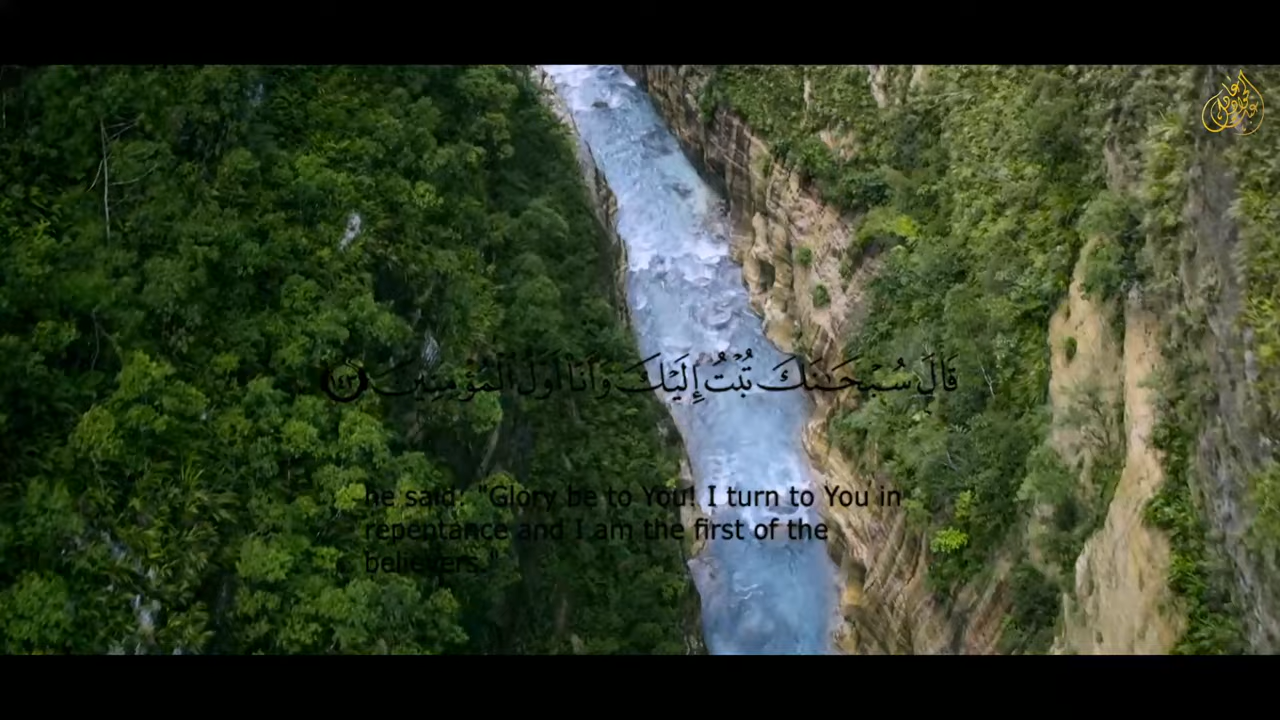 قَالَ سُبْحَٰنَكَ تُبْتُ إِلَيْكَ وَأَنَا۠ أَوَّلُ ٱلْمُؤْمِنِينَ ١٤٣
he said: "Glory be to You! I turn to You in
repentance and I am the first of the
believers."